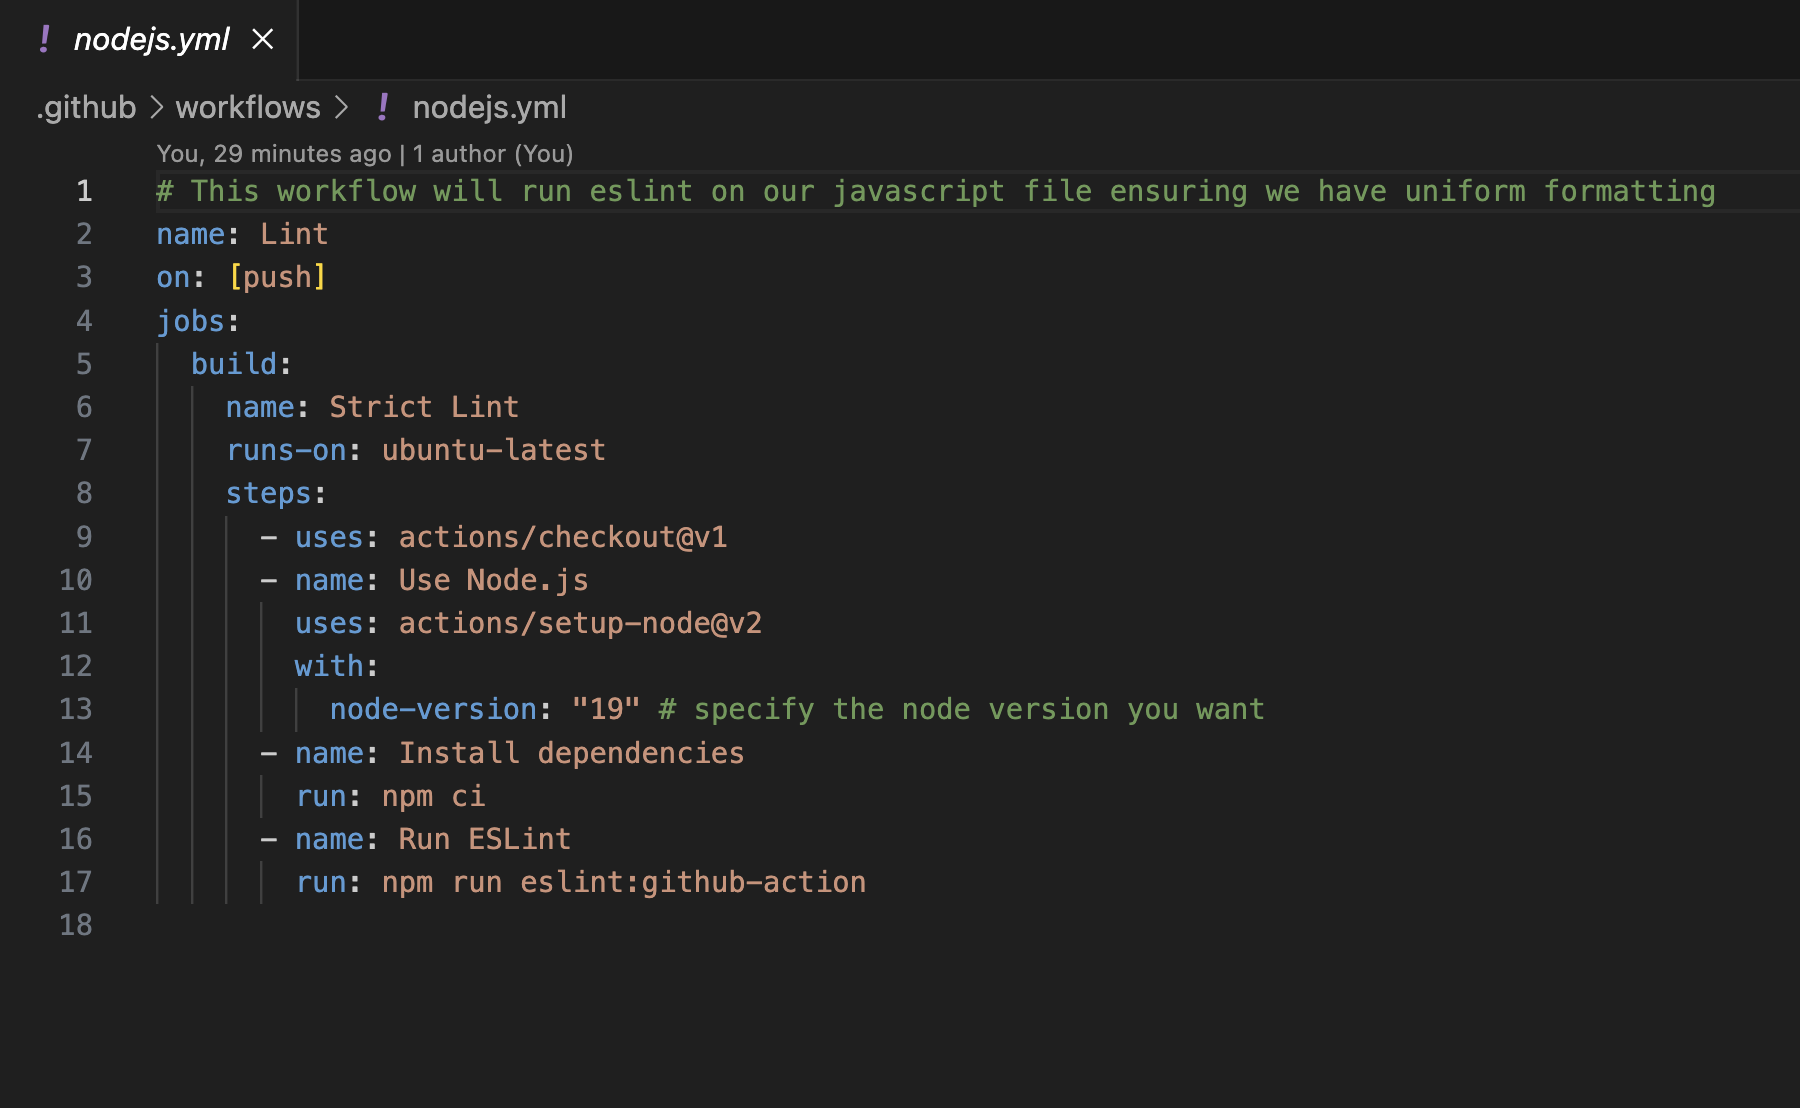 ! nodejs.yml ×
.github > workflows > ! nodejs.yml
You, 29 minutes ago | 1 author (You)
1 # This workflow will run eslint on our javascript file ensuring we have uniform formatting
2 name: Lint
3 on: [push]
4 jobs:
5   build:
6     name: Strict Lint
7     runs-on: ubuntu-latest
8     steps:
9       - uses: actions/checkout@v1
10       - name: Use Node.js
11         uses: actions/setup-node@v2
12         with:
13           node-version: "19" # specify the node version you want
14       - name: Install dependencies
15         run: npm ci
16       - name: Run ESLint
17         run: npm run eslint:github-action
18